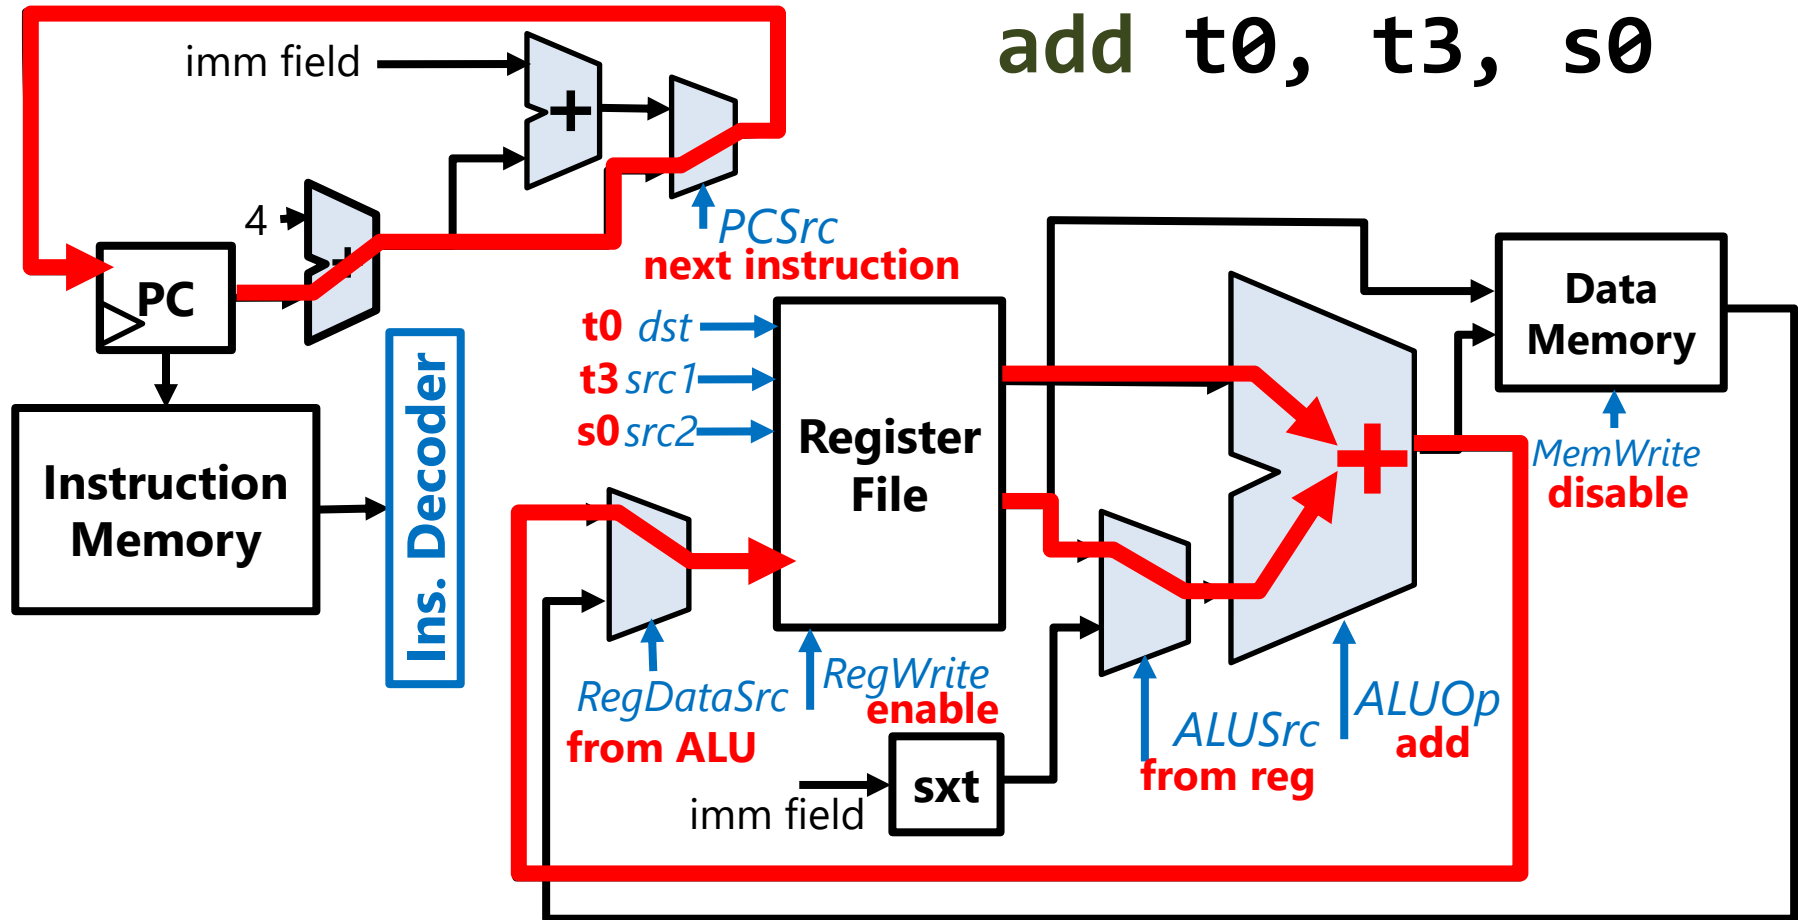 add t0, t3, s0
imm field
+
4
+
PCSrc
next instruction
PC
t0 dst
t3 src1
s0 src2
Data
Memory
Register
File
+
MemWrite
disable
Instruction
Memory
Ins. Decoder
RegDataSrc
from ALU
RegWrite
enable
ALUSrc
from reg
ALUOp
add
sxt
imm field